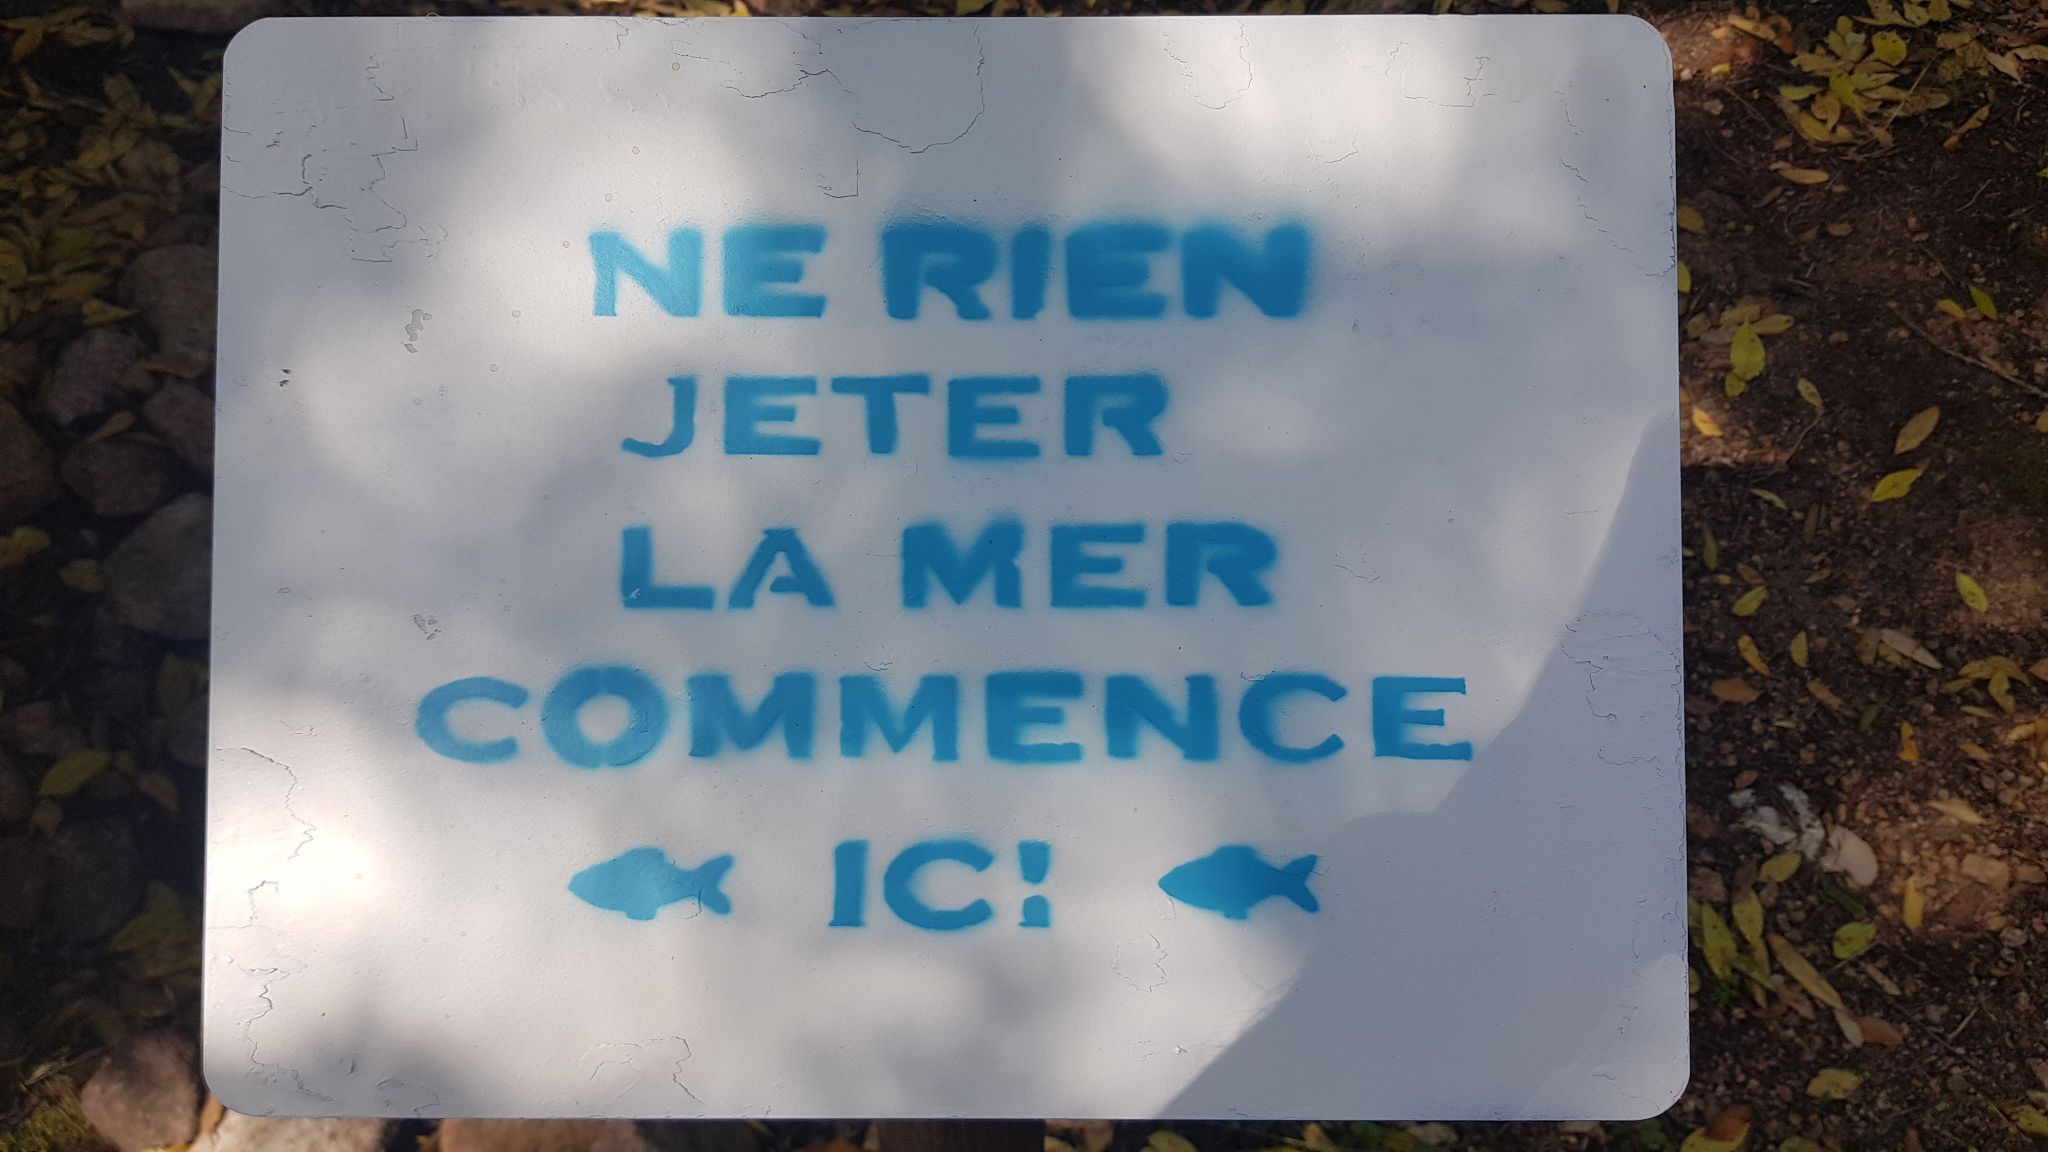 NE RIEN
JETER
LA MER
COMMENCE
IC!